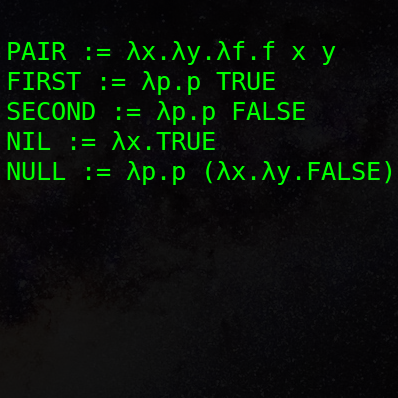 PAIR := λx.λy.λf.f x y
FIRST := λp.p TRUE
SECOND := λp.p FALSE
NIL := λx.TRUE
NULL := λp.p (λx.λy.FALSE)